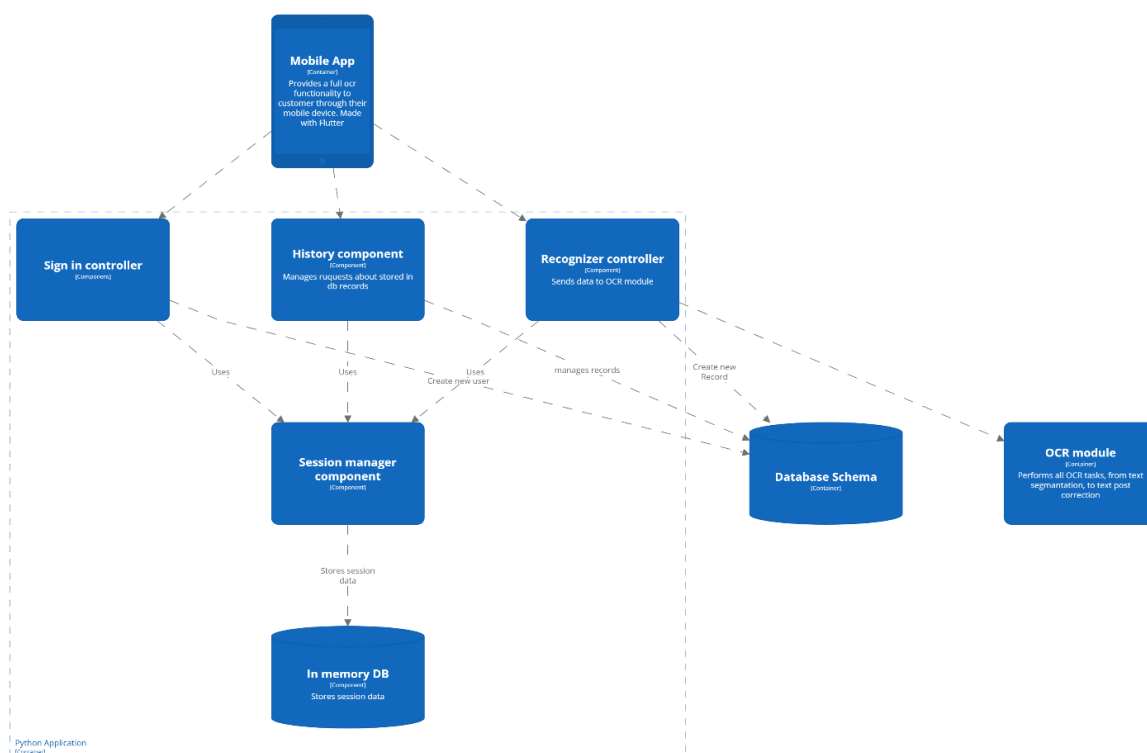 Mobile App
[Container]
Provides a full ocr
functionality to
customer through their
mobile device. Made
with Flutter
Sign in controller
[Component]
History component
[Component]
Manages ruquests about stored in
db records
Recognizer controller
[Component]
Sends data to OCR module
Uses
Uses
Uses
Create new user
manages records
Create new
Record
Session manager
component
[Component]
Database Schema
[Container]
OCR module
[Container]
Performs all OCR tasks, from text
segmantation, to text post
correction
Stores session
data
In memory DB
[Component]
Stores session data
Python Application
[Container]